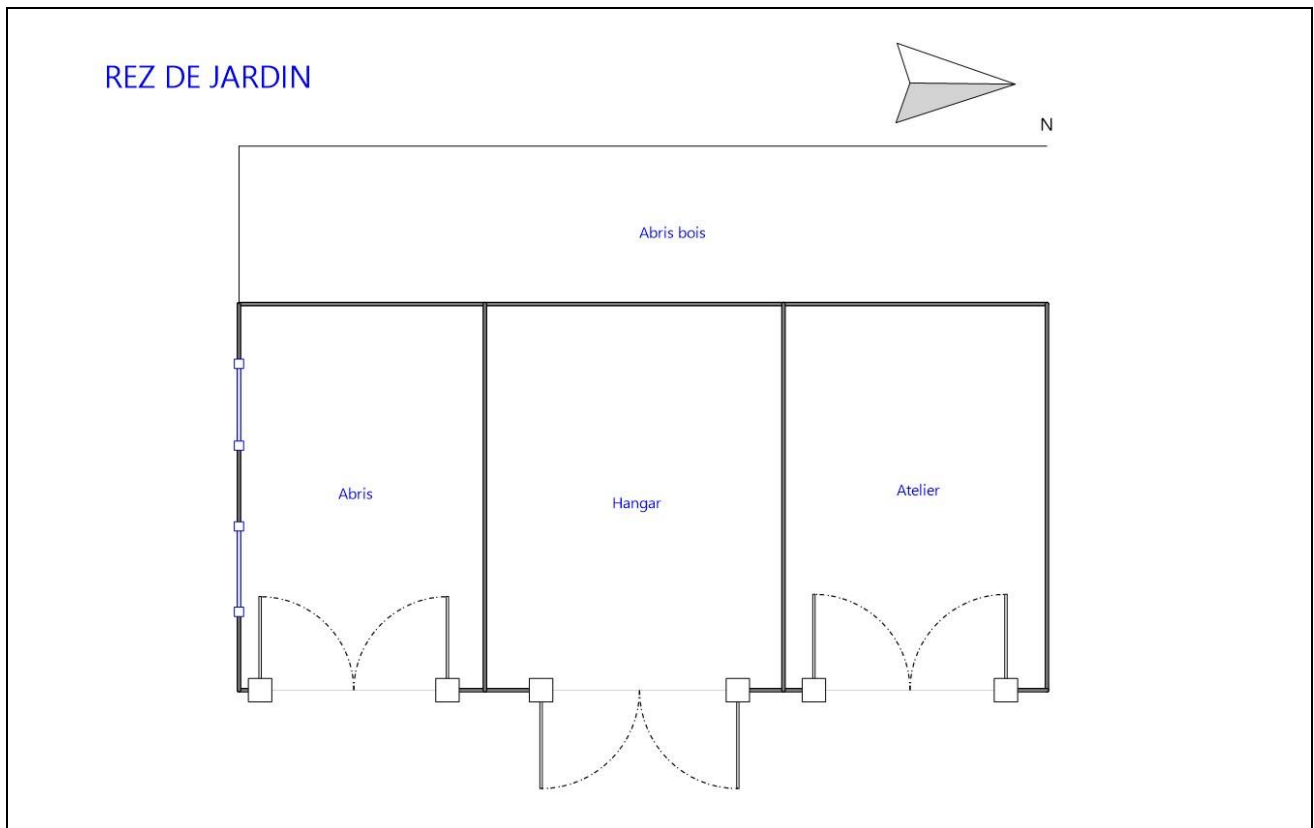 REZ DE JARDIN
N
Abris bois
Abris
Hangar
Atelier